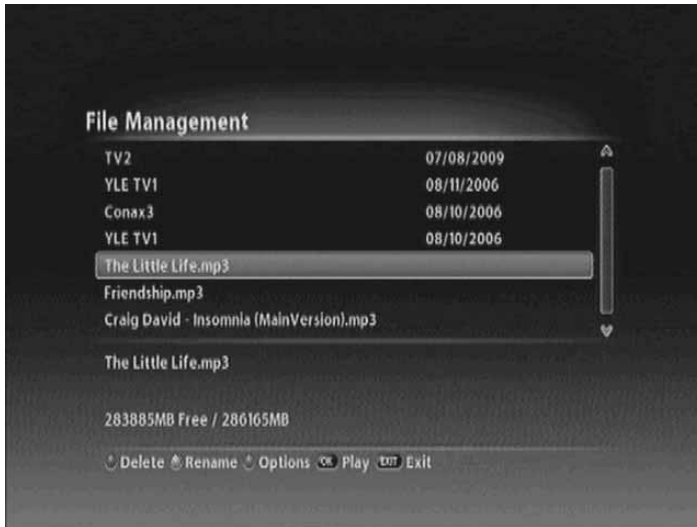 File Management
TV2 07/08/2009
YLE TV1 08/11/2006
Conax3 08/10/2006
YLE TV1 08/10/2006
The Little Life.mp3
Friendship.mp3
Craig David - Insomnia (MainVersion).mp3
The Little Life.mp3
283885MB Free / 286165MB
Delete Rename Options OK Play EXIT Exit